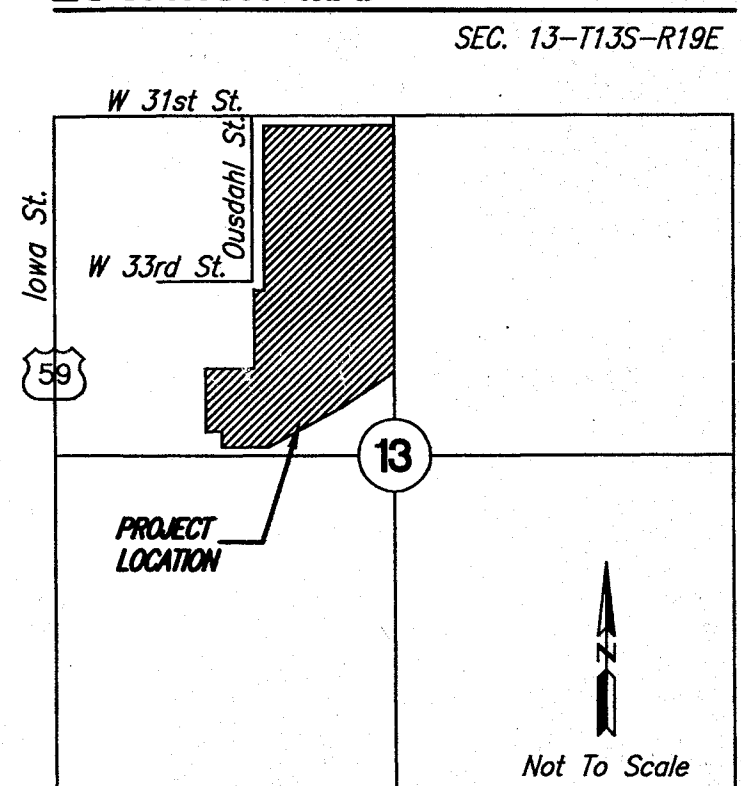 SEC. 13-T13S-R19E
W 31st St.
Ousdahl St.
Iowa St.
W 33rd St.
59
13
PROJECT
LOCATION
N
Not To Scale